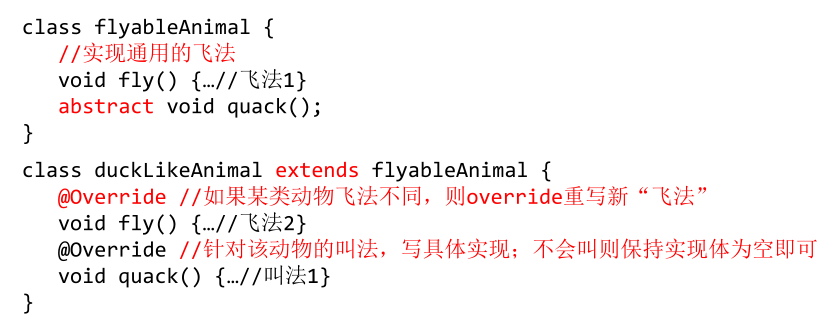 class flyableAnimal {
//实现通用的飞法
void fly() {…//飞法1}
abstract void quack();
}
class duckLikeAnimal extends flyableAnimal {
@Override //如果某类动物飞法不同，则override重写新“飞法”
void fly() {…//飞法2}
@Override //针对该动物的叫法，写具体实现；不会叫则保持实现体为空即可
void quack() {…//叫法1}
}